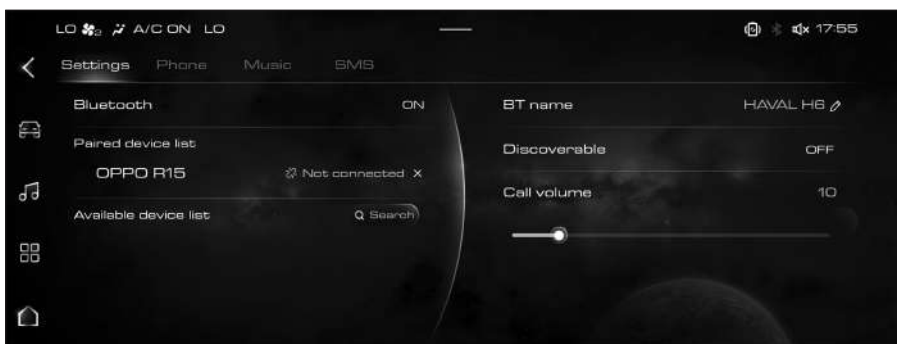 LO 2 A/C ON LO 17:55
Settings Phone Music SMS
Bluetooth ON
Paired device list
OPPO R15 Not connected
Available device list Search
BT name HAVAL H6
Discoverable OFF
Call volume 10